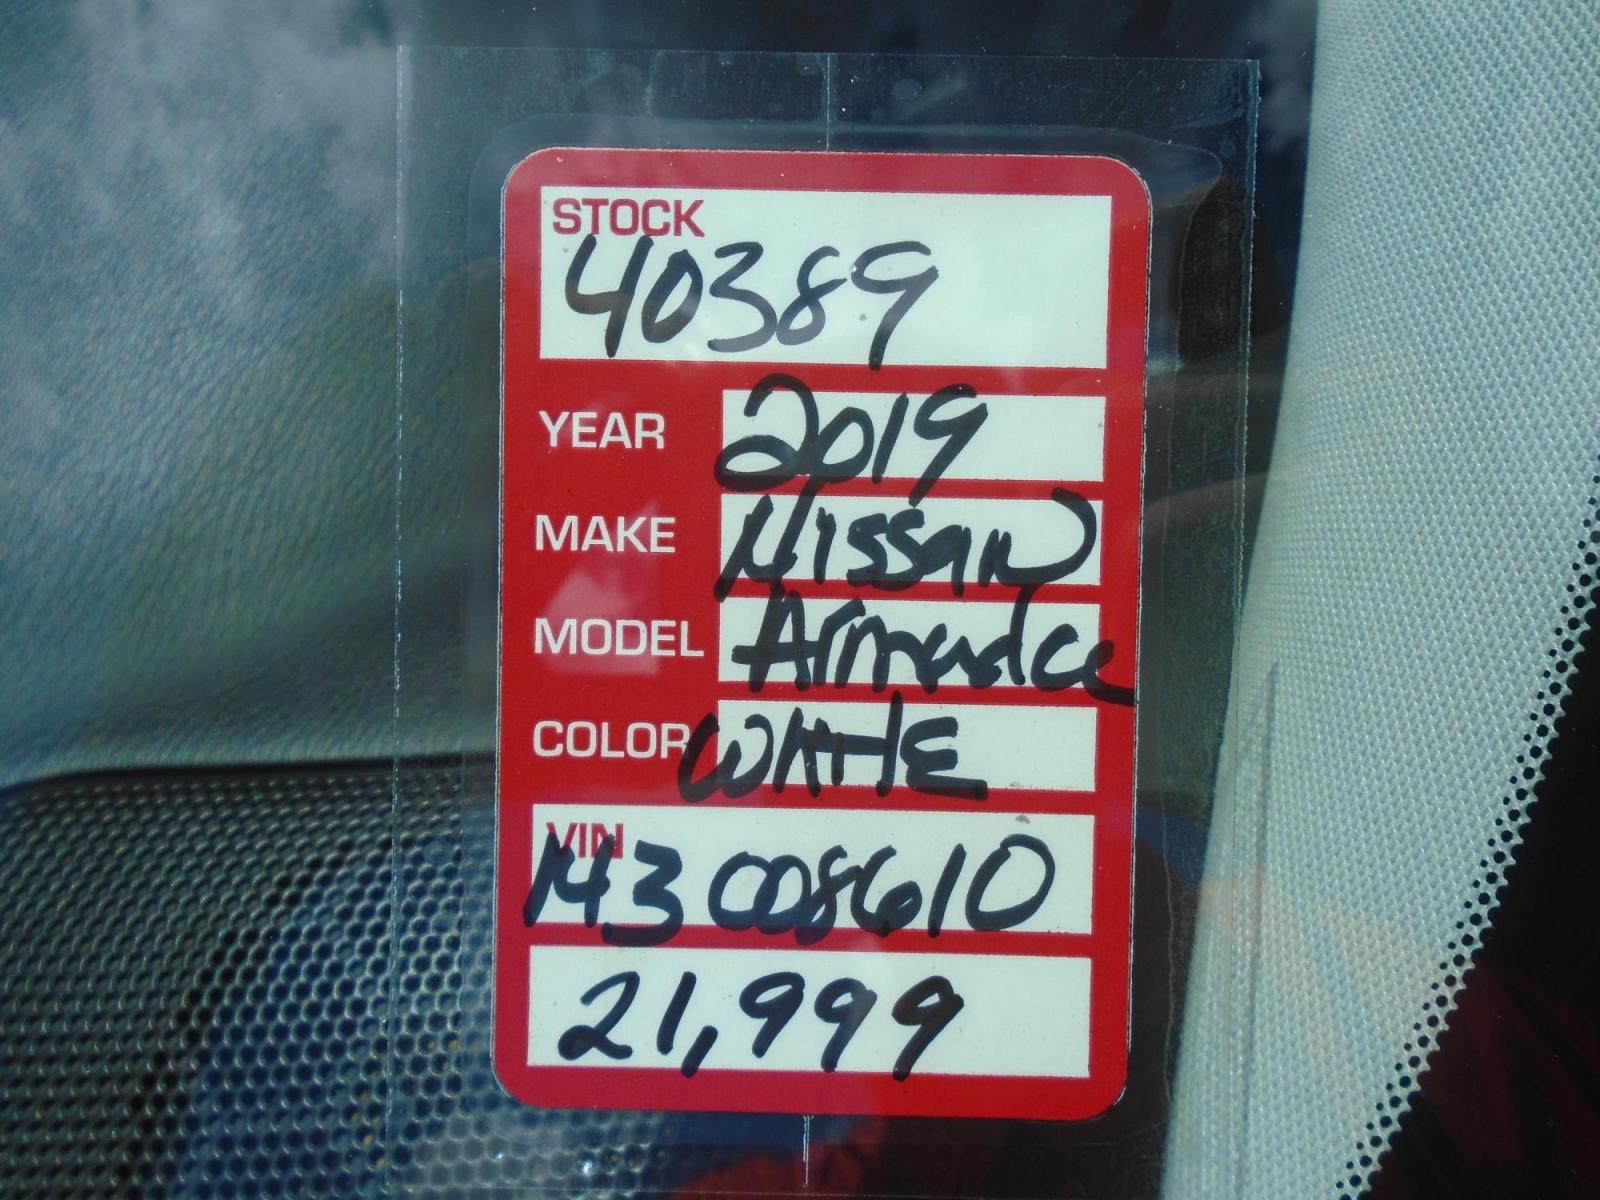 STOCK
40389
YEAR 2019
MAKE Nissan
MODEL Armada
COLOR WHITE
VIN
143008610
21,999